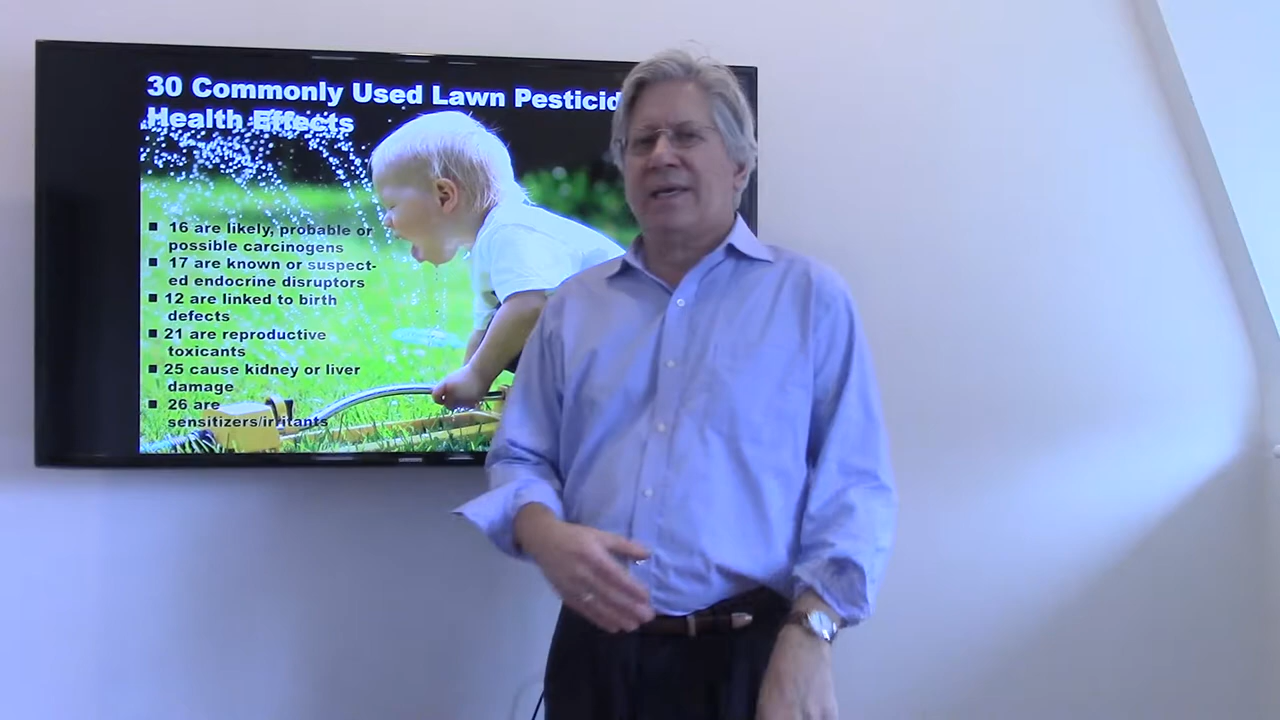 30 Commonly Used Lawn
Health Effects
■ 16 are likely, probable or
possible carcinogens
■ 17 are known or suspect-
ed endocrine disruptors
■ 12 are linked to birth
defects
■ 21 are reproductive
toxicants
■ 25 cause kidney or liver
damage
■ 26 are
sensitizers/irritants